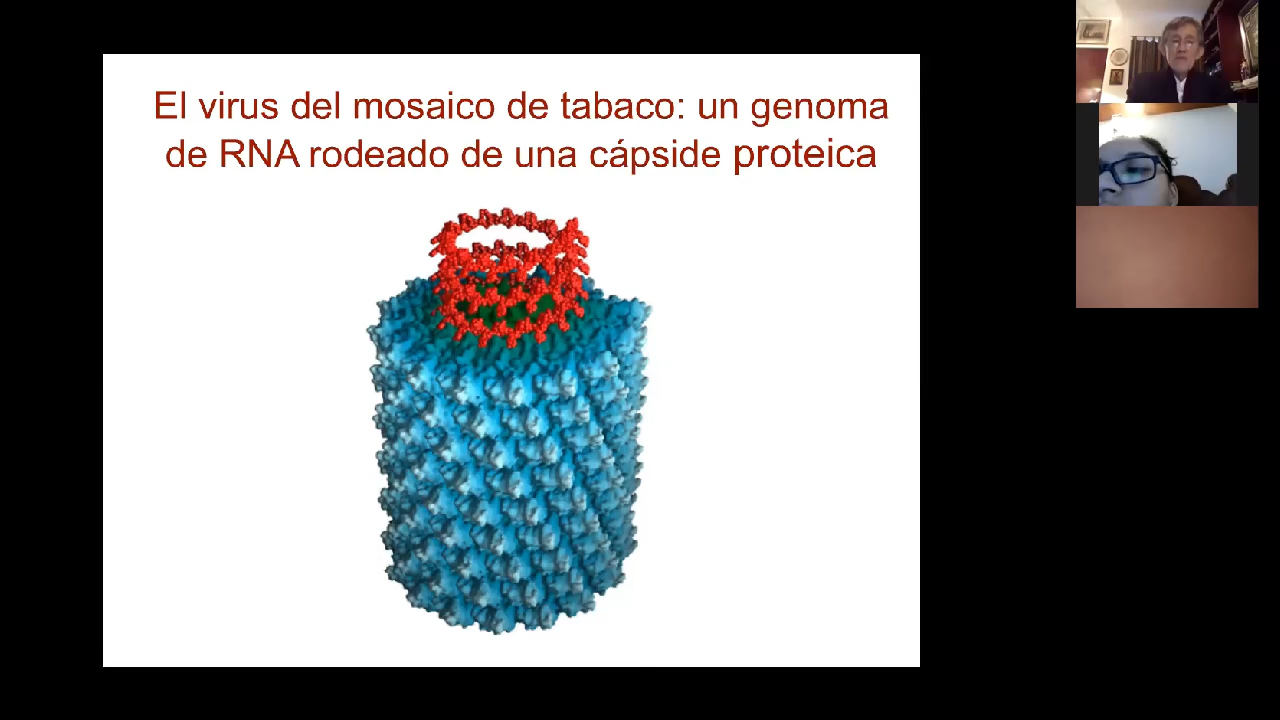 El virus del mosaico de tabaco: un genoma
de RNA rodeado de una cápside proteica